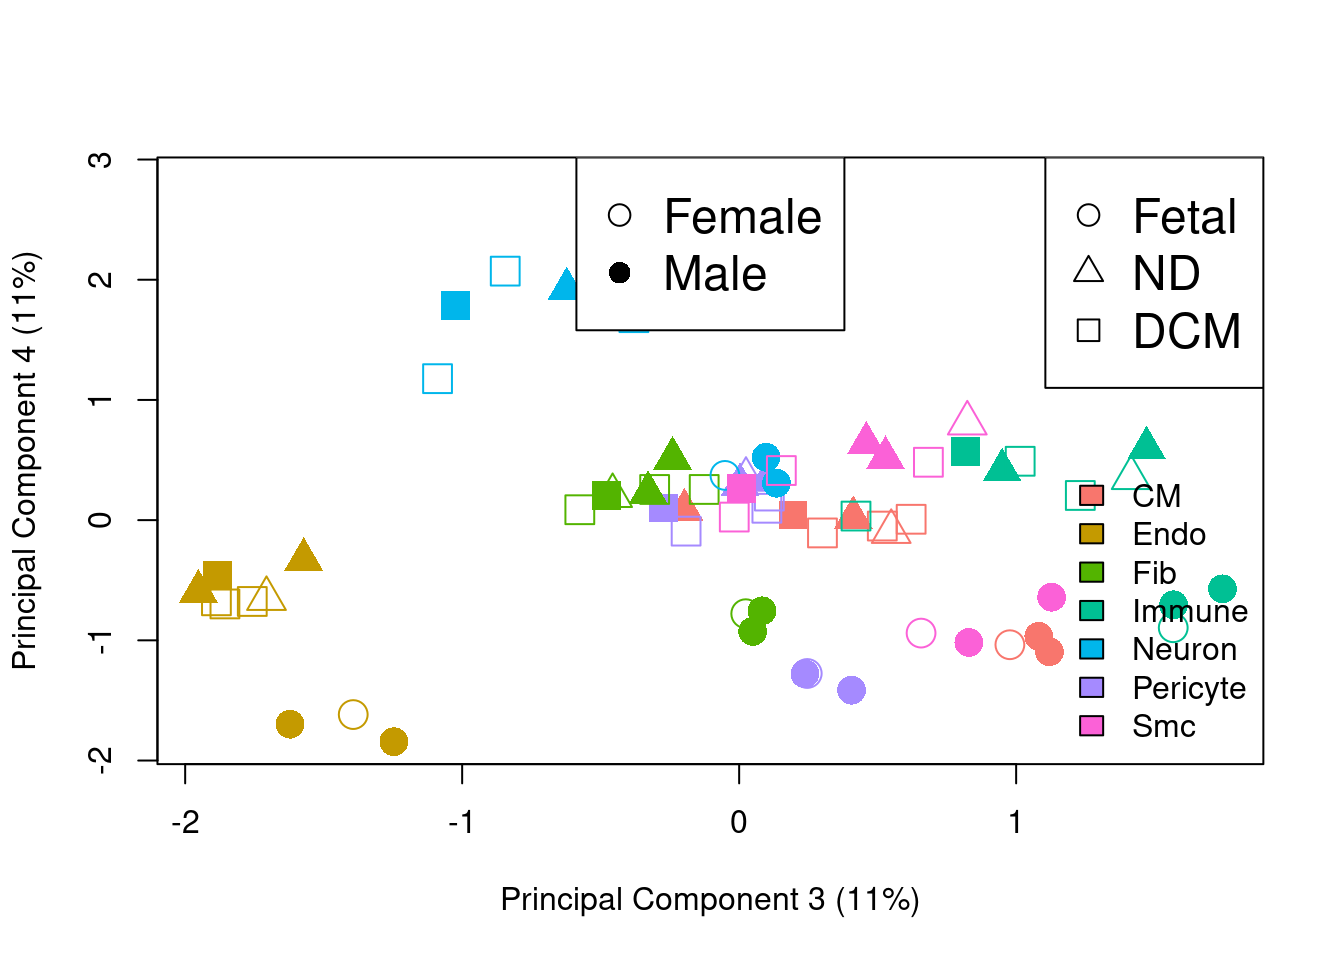 Female
Male
Fetal
ND
DCM
CM
Endo
Fib
Immune
Neuron
Pericyte
Smc
3
2
1
0
-1
-2
-2
-1
0
1
Principal Component 4 (11%)
Principal Component 3 (11%)